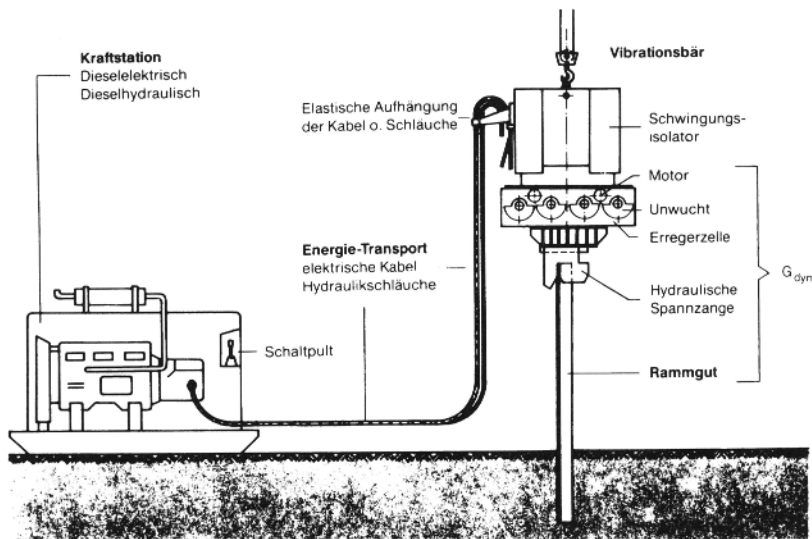 Kraftstation
Dieselelektrisch
Dieselhydraulisch
Vibrationsbär
Elastische Aufhängung
der Kabel o. Schläuche
Schwingungs-
isolator
Motor
Unwucht
Erregerzelle
G dyn
Energie-Transport
elektrische Kabel
Hydraulikschläuche
Hydraulische
Spannzange
Schaltpult
Rammgut